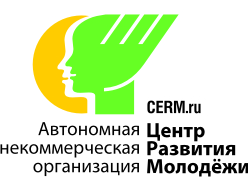 CERM.ru
Автономная Центр
некоммерческая Развития
организация Молодёжи